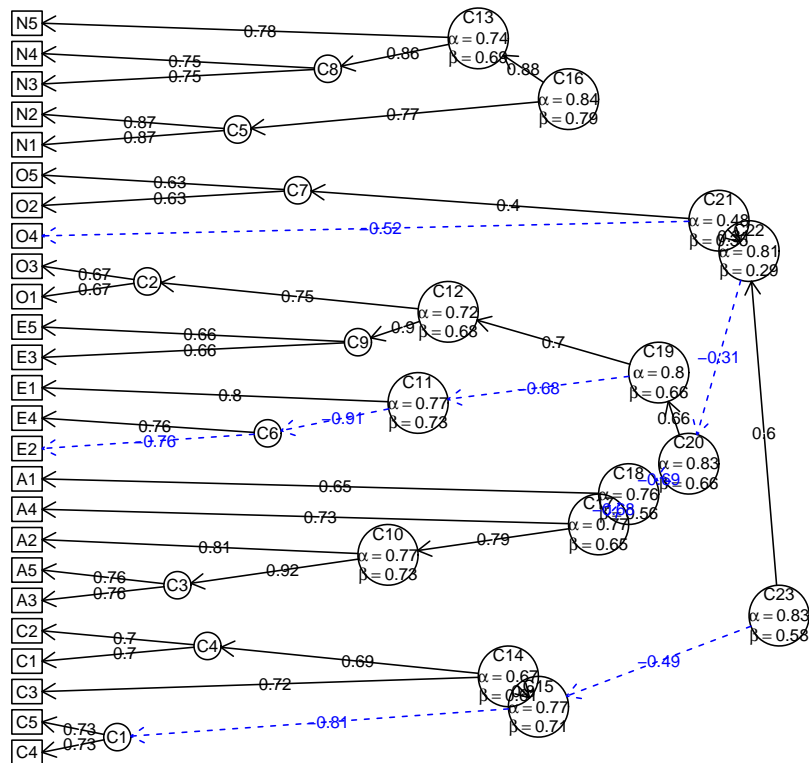 N5
N4
N3
N2
N1
O5
O2
O4
O3
O1
E5
E3
E1
E4
E2
A1
A4
A2
A5
A3
C2
C1
C3
C5
C4
C13
α = 0.74
β = 0.69
C8
C16
α = 0.84
β = 0.79
C5
C7
C21
α = 0.48
C22
α = 0.81
β = 0.29
C2
C12
α = 0.72
β = 0.68
C9
C19
α = 0.8
β = 0.66
C11
α = 0.77
β = 0.73
C6
C20
α = 0.83
β = 0.66
C18
α = 0.76
α = 0.77
β = 0.65
C10
α = 0.77
β = 0.73
C3
C23
α = 0.83
β = 0.58
C4
C14
α = 0.67
α = 0.77
β = 0.71
C1
0.78
0.86
0.75
0.75
0.88
0.77
0.87
0.87
0.63
0.63
0.4
−0.52
0.67
0.67
0.75
0.9
0.66
0.66
0.7
−0.31
0.8
−0.68
−0.91
0.76
−0.76
0.66
0.6
0.65
−0.69
0.73
0.79
0.81
0.92
0.76
0.76
0.7
0.7
0.69
0.72
−0.49
−0.81
0.73
0.73